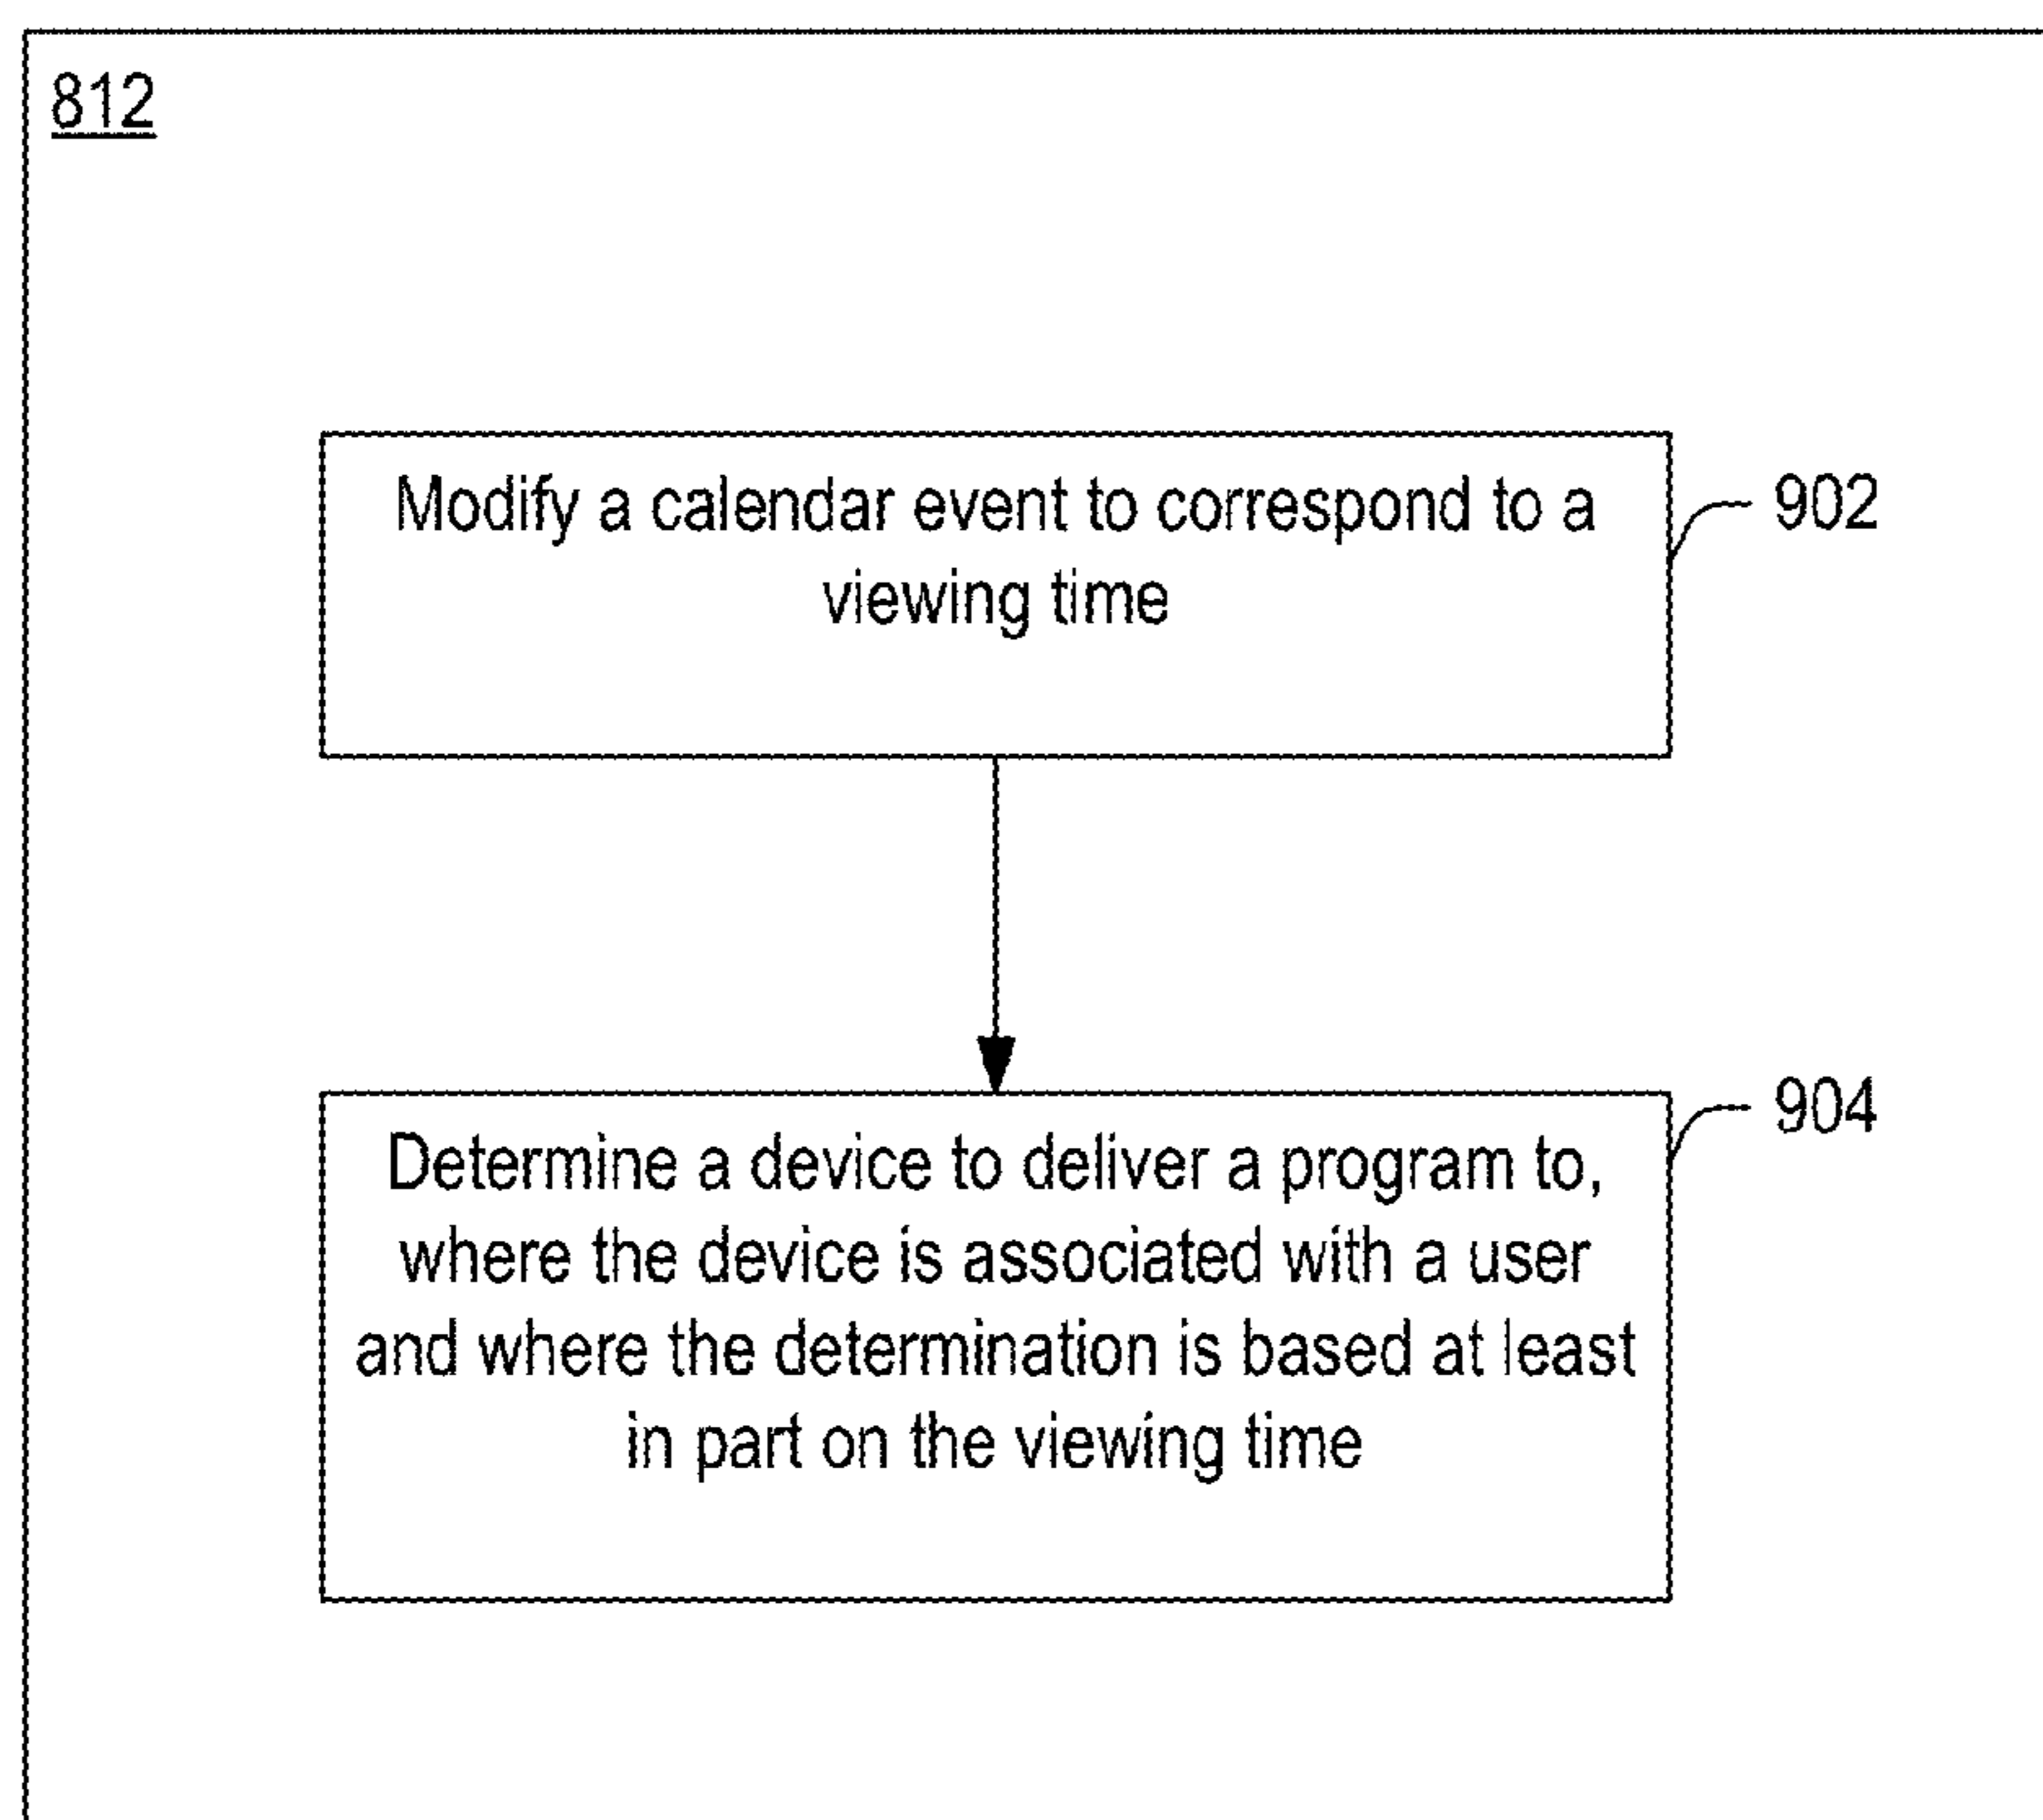 812
Modify a calendar event to correspond to a
viewing time
902
Determine a device to deliver a program to,
where the device is associated with a user
and where the determination is based at least
in part on the viewing time
904